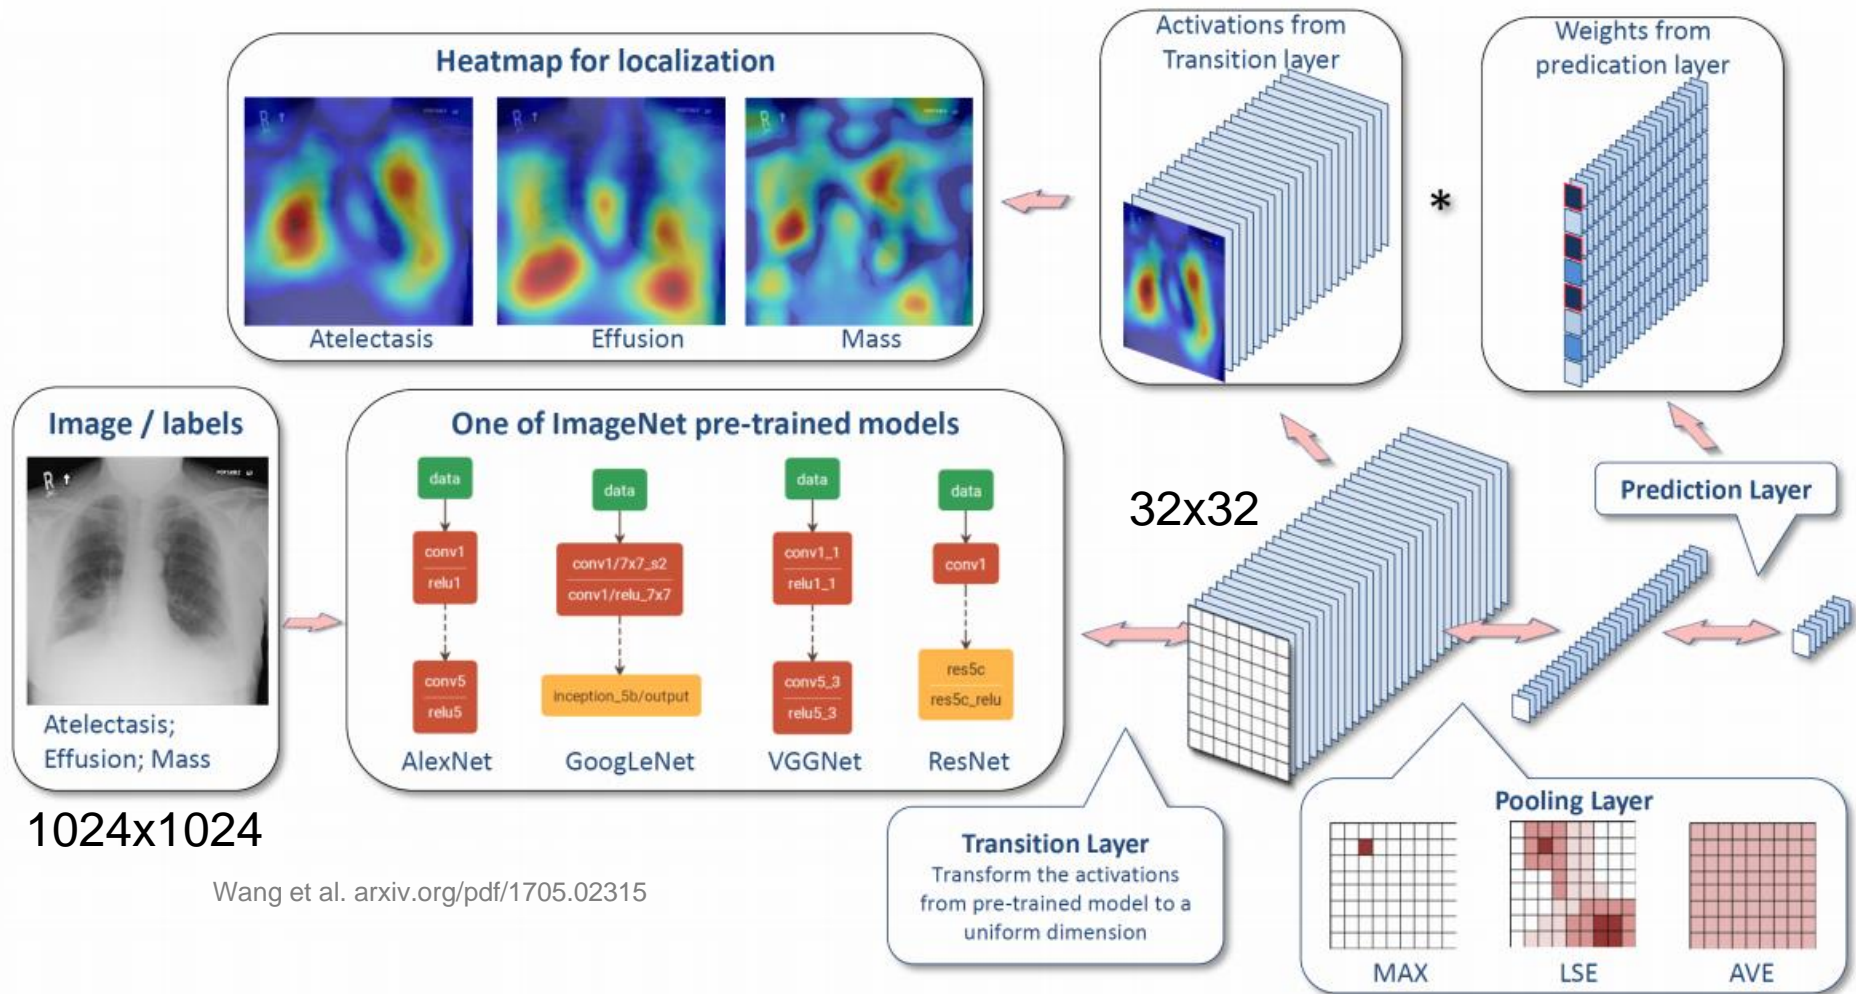 Heatmap for localization
Atelectasis
Effusion
Mass
Activations from
Transition layer
*
Weights from
predication layer
Image / labels
R
Atelectasis;
Effusion; Mass
1024x1024
One of ImageNet pre-trained models
data
conv1
relu1
conv5
relu5
AlexNet
data
conv1/7x7_s2
conv1/relu_7x7
inception_5b/output
GoogLeNet
data
conv1_1
relu1_1
conv5_3
relu5_3
VGGNet
data
conv1
res5c
res5c_relu
ResNet
32x32
Prediction Layer
Transition Layer
Transform the activations
from pre-trained model to a
uniform dimension
Pooling Layer
MAX
LSE
AVE
Wang et al. arxiv.org/pdf/1705.02315